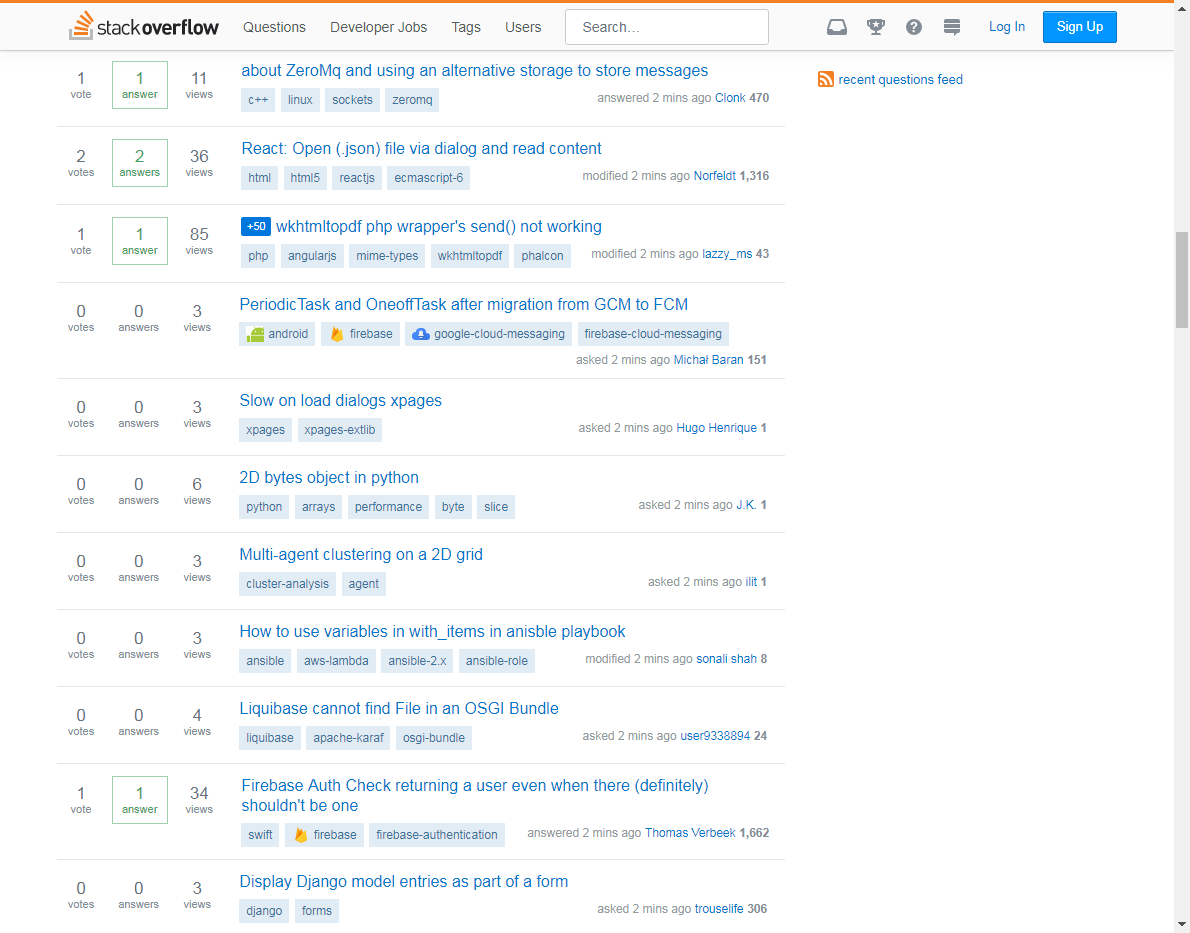 stackoverflow Questions Developer Jobs Tags Users Search... Log In Sign Up
about ZeroMq and using an alternative storage to store messages
1 vote 1 answer 11 views
c++ linux sockets zeromq answered 2 mins ago Clonk 470
recent questions feed
React: Open (.json) file via dialog and read content
2 votes 2 answers 36 views
html html5 reactjs ecmascript-6 modified 2 mins ago Norfeldt 1,316
+50 wkhtmltopdf php wrapper's send() not working
1 vote 1 answer 85 views
php angularjs mime-types wkhtmltopdf phalcon modified 2 mins ago lazzy_ms 43
PeriodicTask and OneoffTask after migration from GCM to FCM
0 votes 0 answers 3 views
android firebase google-cloud-messaging firebase-cloud-messaging
asked 2 mins ago Michał Baran 151
Slow on load dialogs xpages
0 votes 0 answers 3 views
xpages xpages-extlib asked 2 mins ago Hugo Henrique 1
2D bytes object in python
0 votes 0 answers 6 views
python arrays performance byte slice asked 2 mins ago J.K. 1
Multi-agent clustering on a 2D grid
0 votes 0 answers 3 views
cluster-analysis agent asked 2 mins ago ilit 1
How to use variables in with_items in anisble playbook
0 votes 0 answers 3 views
ansible aws-lambda ansible-2.x ansible-role modified 2 mins ago sonali shah 8
Liquibase cannot find File in an OSGI Bundle
0 votes 0 answers 4 views
liquibase apache-karaf osgi-bundle asked 2 mins ago user9338894 24
Firebase Auth Check returning a user even when there (definitely)
shouldn't be one
1 vote 1 answer 34 views
swift firebase firebase-authentication answered 2 mins ago Thomas Verbeek 1,662
Display Django model entries as part of a form
0 votes 0 answers 3 views
django forms asked 2 mins ago trouselife 306